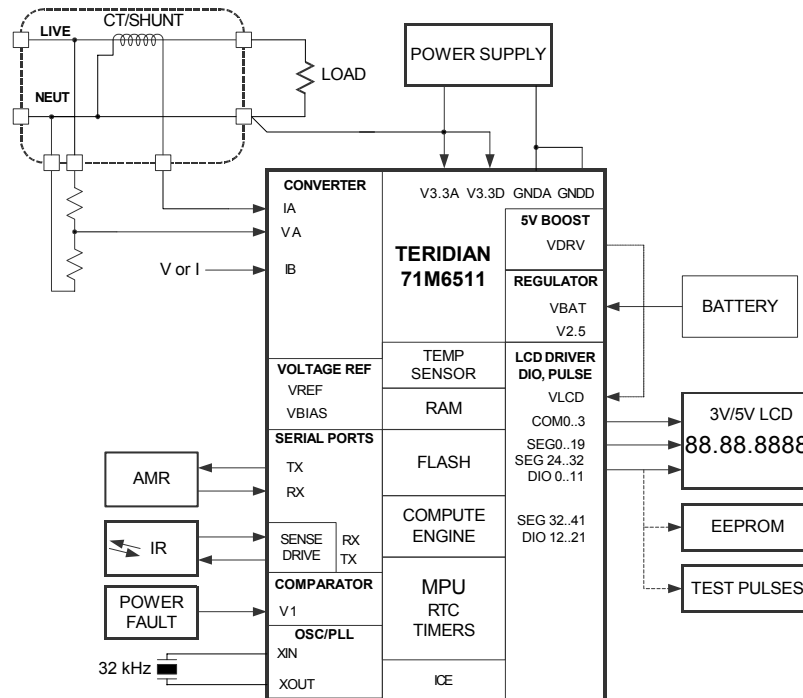 CT/SHUNT
LIVE
NEUT
LOAD
POWER SUPPLY
CONVERTER
IA
VA
IB
V or I
V3.3A V3.3D GNDA GNDD
TERIDIAN
71M6511
5V BOOST
VDRV
REGULATOR
VBAT
V2.5
BATTERY
VOLTAGE REF
VREF
VBIAS
TEMP
SENSOR
RAM
LCD DRIVER
DIO, PULSE
VLCD
COM0..3
SEG0..19
SEG 24..32
DIO 0..11
SEG 32..41
DIO 12..21
3V/5V LCD
88.88.8888
EEPROM
TEST PULSES
SERIAL PORTS
TX
RX
AMR
FLASH
IR
SENSE
DRIVE
RX
TX
COMPUTE
ENGINE
COMPARATOR
V1
POWER
FAULT
MPU
RTC
TIMERS
OSC/PLL
XIN
XOUT
32 kHz
ICE